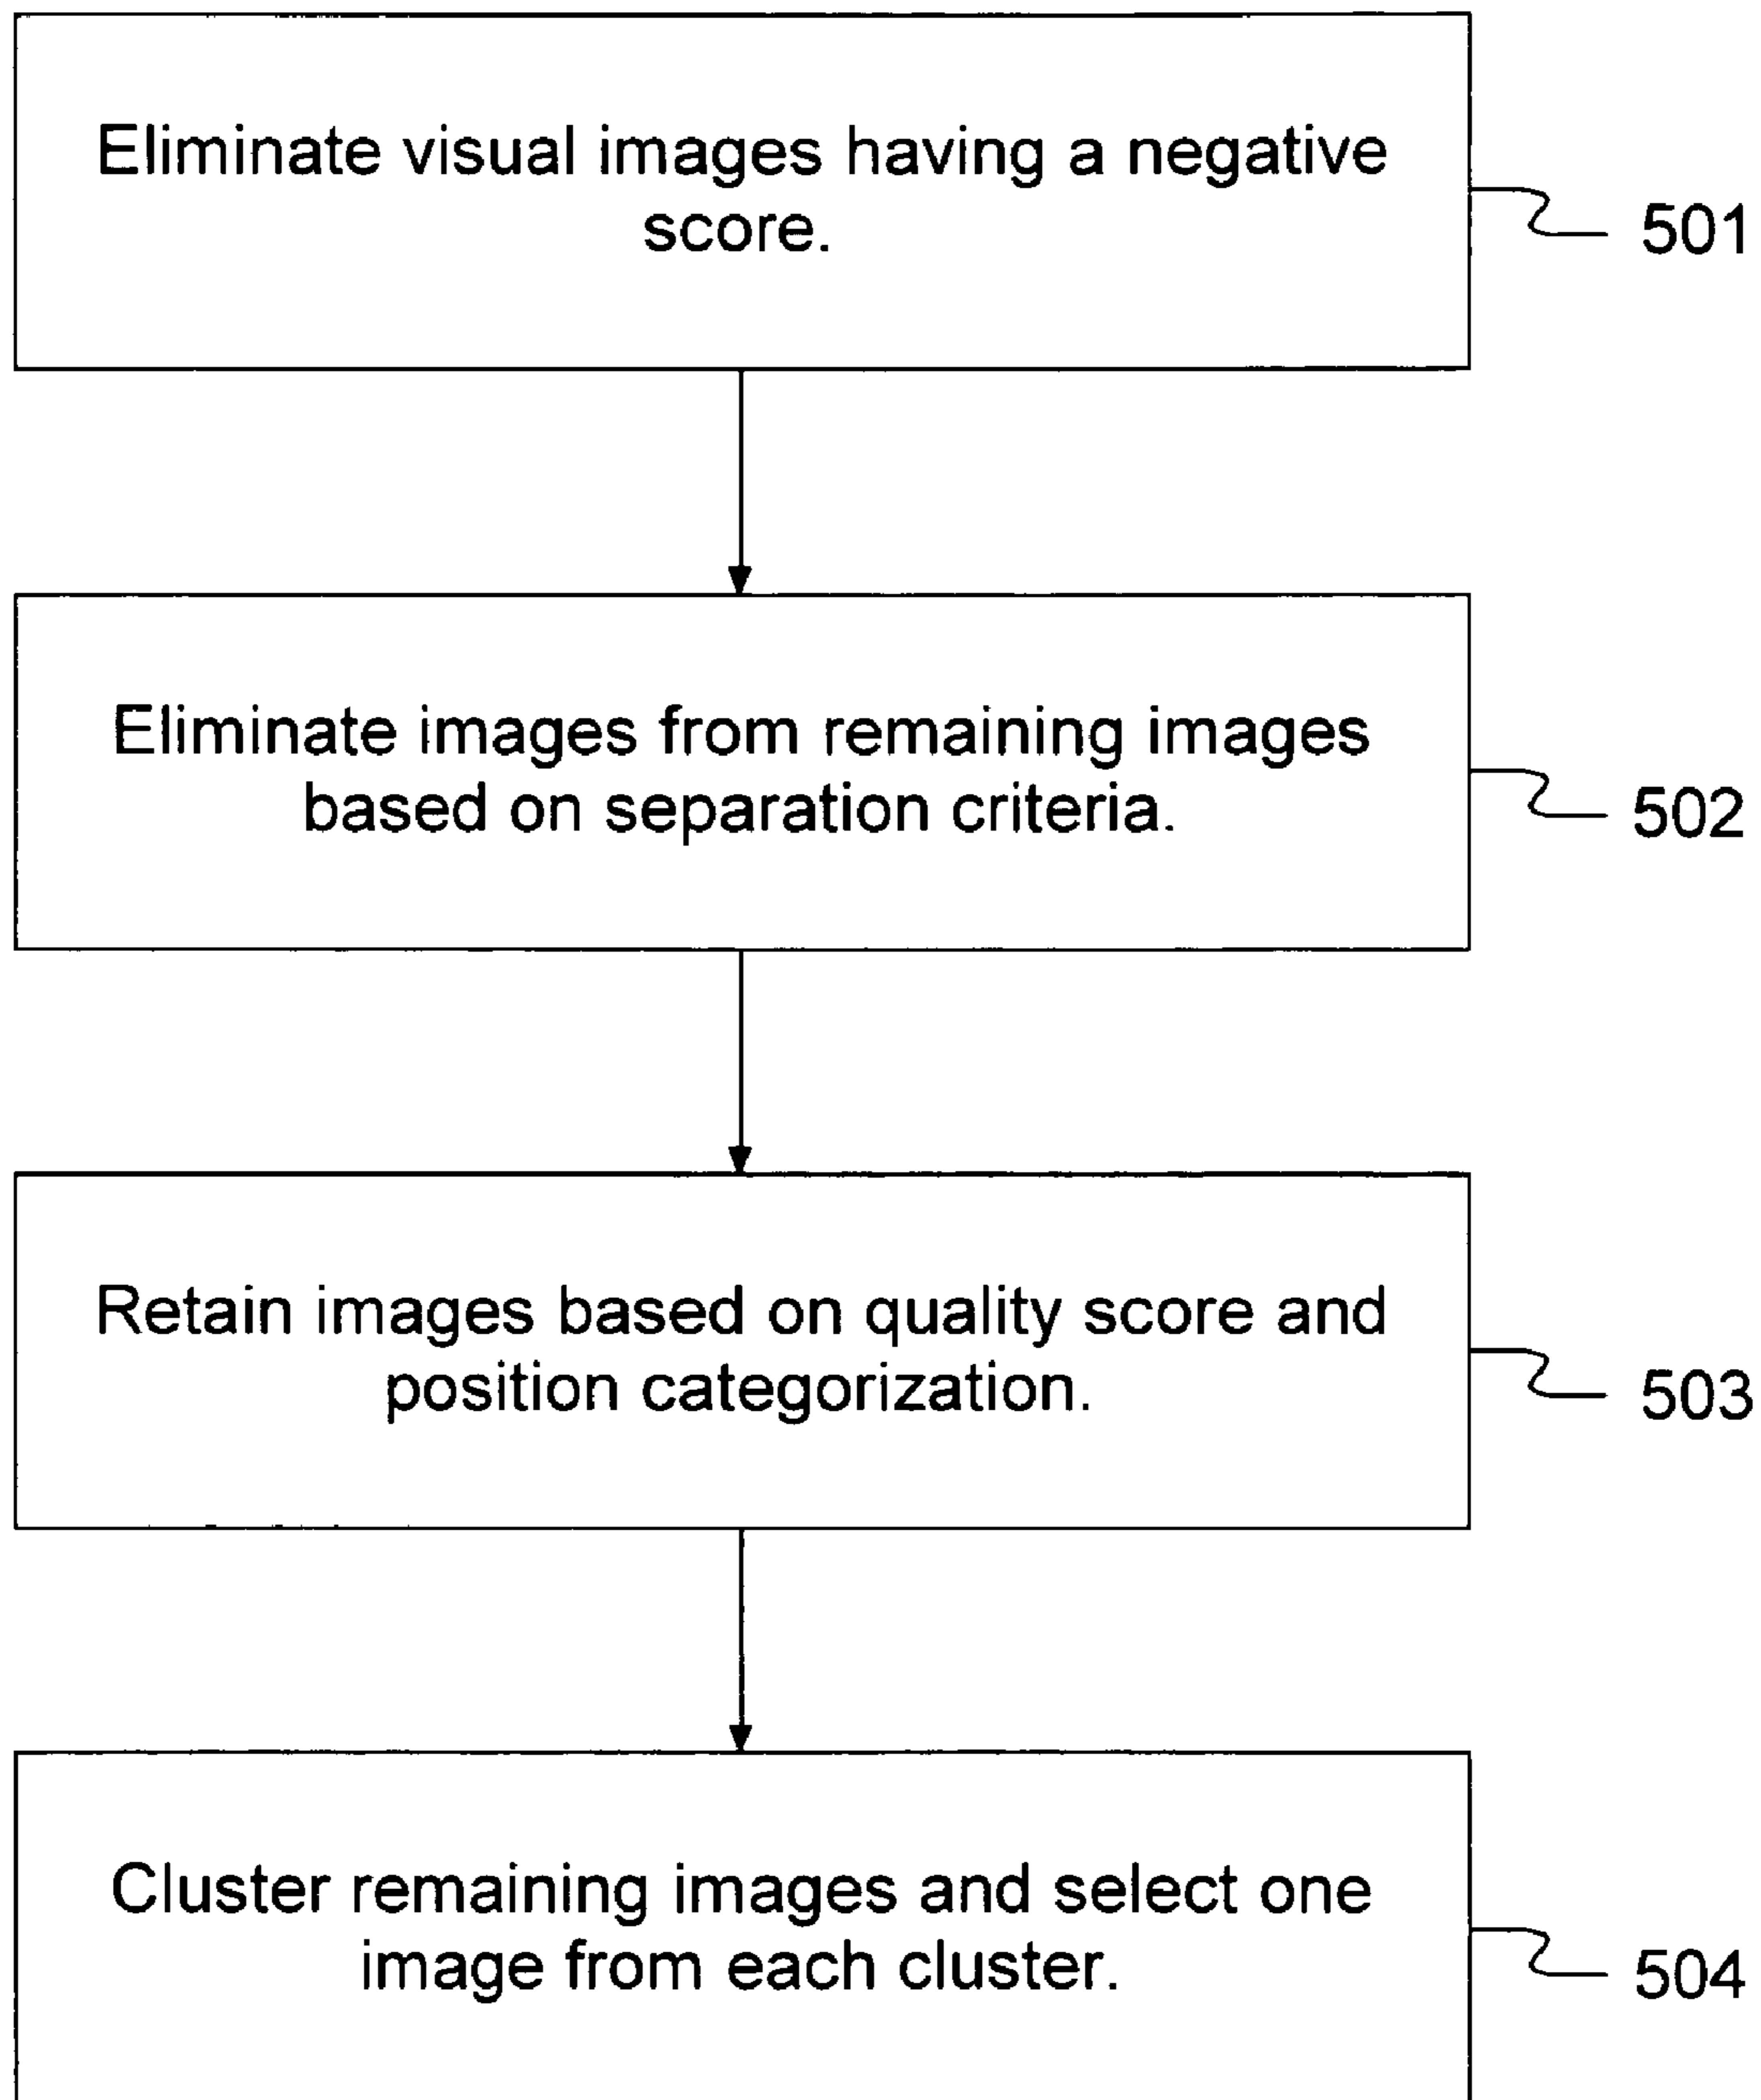 Eliminate visual images having a negative
score.
501
Eliminate images from remaining images
based on separation criteria.
502
Retain images based on quality score and
position categorization.
503
Cluster remaining images and select one
image from each cluster.
504